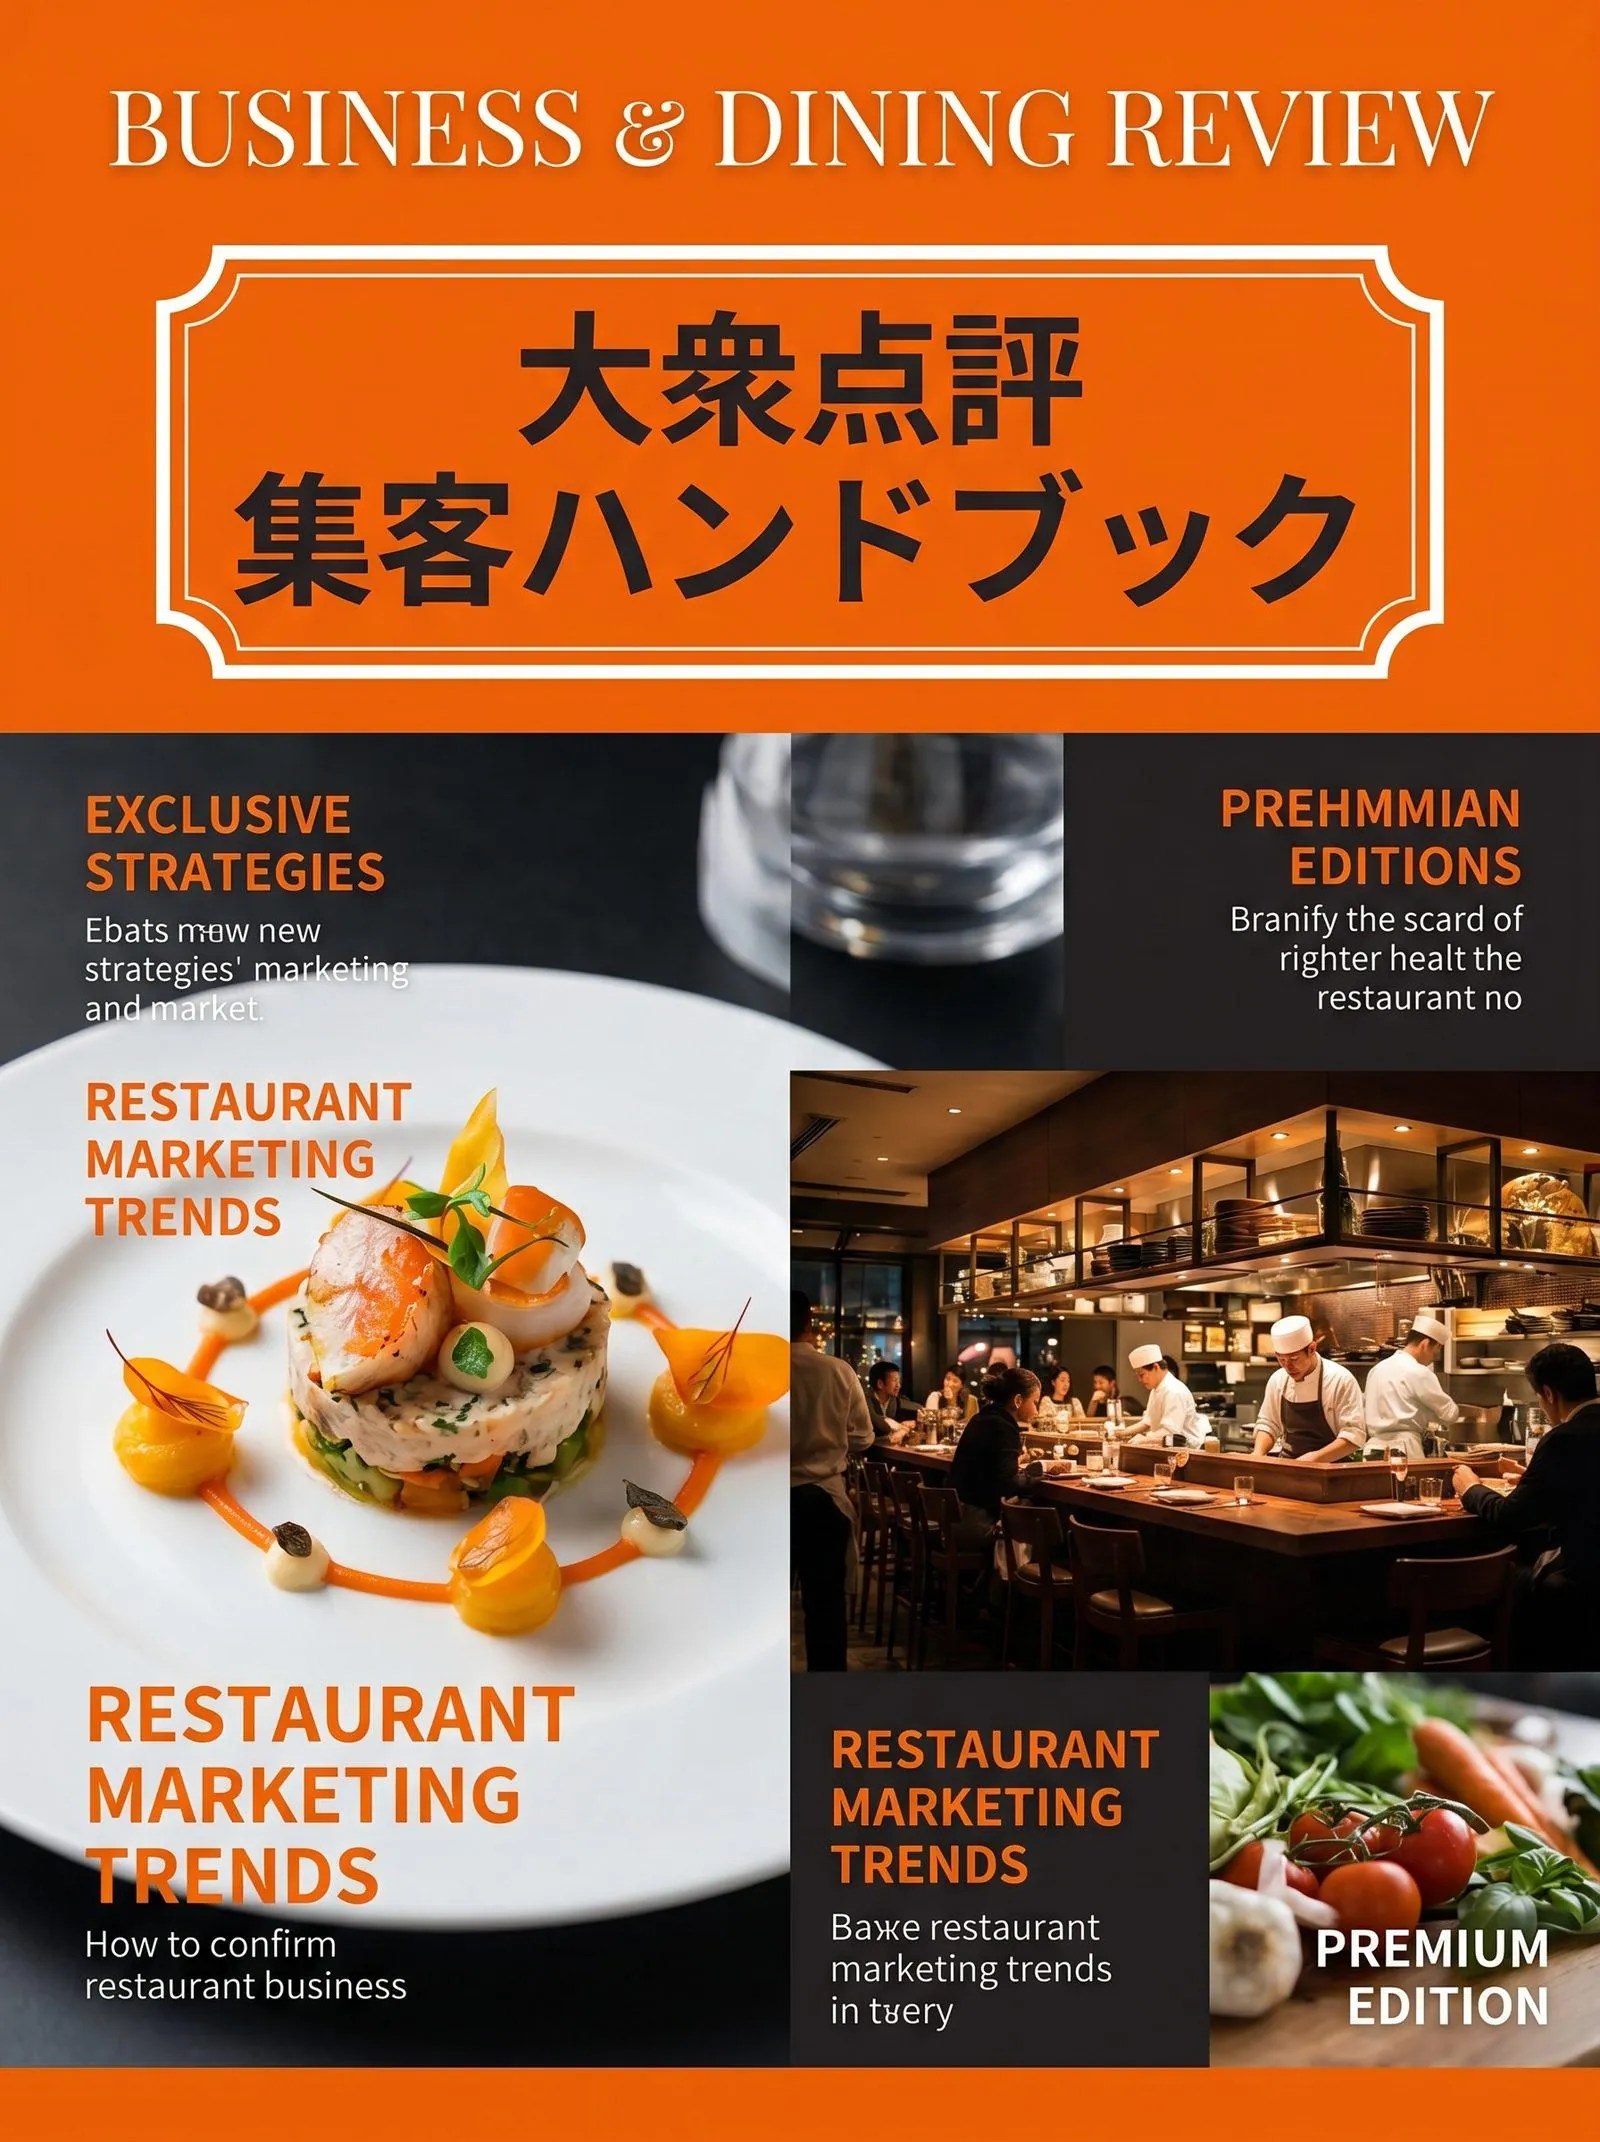 BUSINESS & DINING REVIEW
大衆点評
集客ハンドブック
EXCLUSIVE
STRATEGIES
Ebats new
strategies' marketing
and market.
PREHMMIAN
EDITIONS
Branify the scard of
righter healt the
restaurant no
RESTAURANT
MARKETING
TRENDS
RESTAURANT
MARKETING
TRENDS
How to confirm
restaurant business
RESTAURANT
MARKETING
TRENDS
Baжe restaurant
marketing trends
in
PREMIUM
EDITION